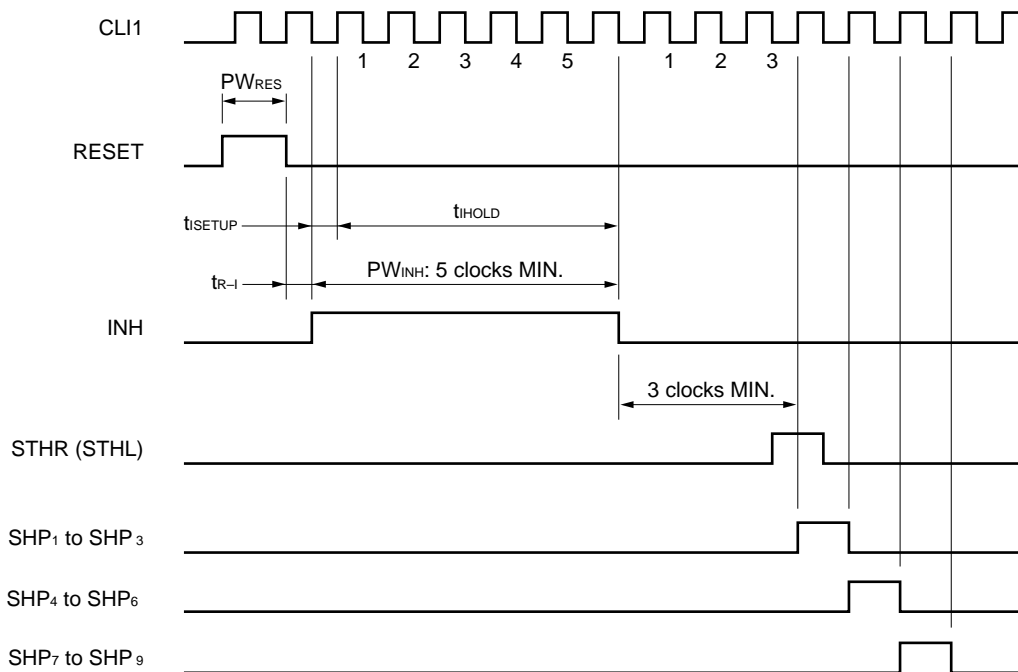 CLI1
1 2 3 4 5 1 2 3
PWRES
RESET
tISETUP
tIHOLD
PWINH: 5 clocks MIN.
tR–I
INH
3 clocks MIN.
STHR (STHL)
SHP1 to SHP3
SHP4 to SHP6
SHP7 to SHP9